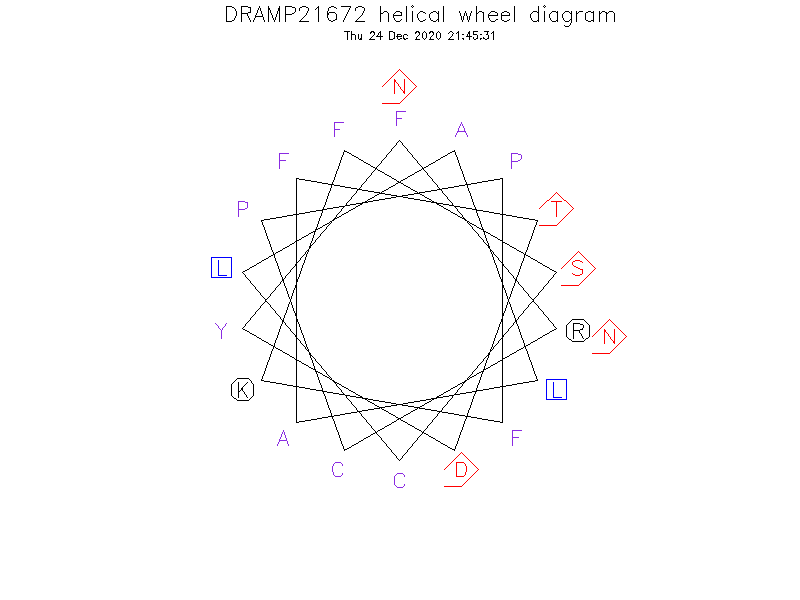 DRAMP21672 helical wheel diagram
Thu 24 Dec 2020 21:45:31
N
F F A
F P
P T
L S
Y R N
K L
A F
C D
C